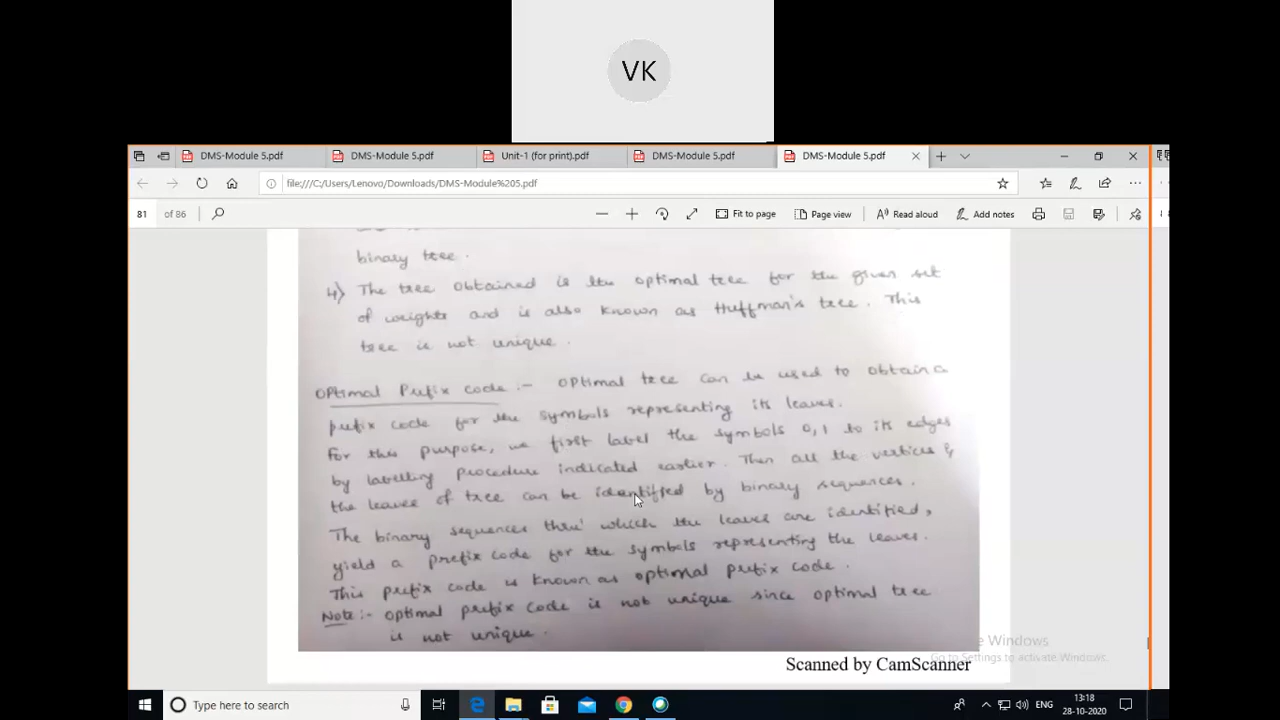 VK
DMS-Module 5.pdf
DMS-Module 5.pdf
Unit-1 (for print).pdf
DMS-Module 5.pdf
DMS-Module 5.pdf
file:///C:/Users/Lenovo/Downloads/DMS-Module%205.pdf
81 of 86
Fit to page
Page view
Read aloud
Add notes
binary tree.
4) The tree obtained is the optimal tree for the given set
of weights and is also known as Huffman's tree. This
tree is not unique.
Optimal Prefix code :- Optimal tree can be used to obtain a
prefix code for the symbols representing its leaves.
For this purpose, we first label the symbols 0,1 to its edges
by labelling procedure indicated earlier. Then all the vertices &
the leaves of tree can be identified by binary sequences.
The binary sequences thru' which the leaves are identified,
yield a prefix code for the symbols representing the leaves.
This prefix code is known as optimal prefix code.
Note :- Optimal prefix code is not unique since optimal tree
is not unique.
Scanned by CamScanner
e Windows
Go to Settings to activate Windows.
Type here to search
ENG
13:18
28-10-2020